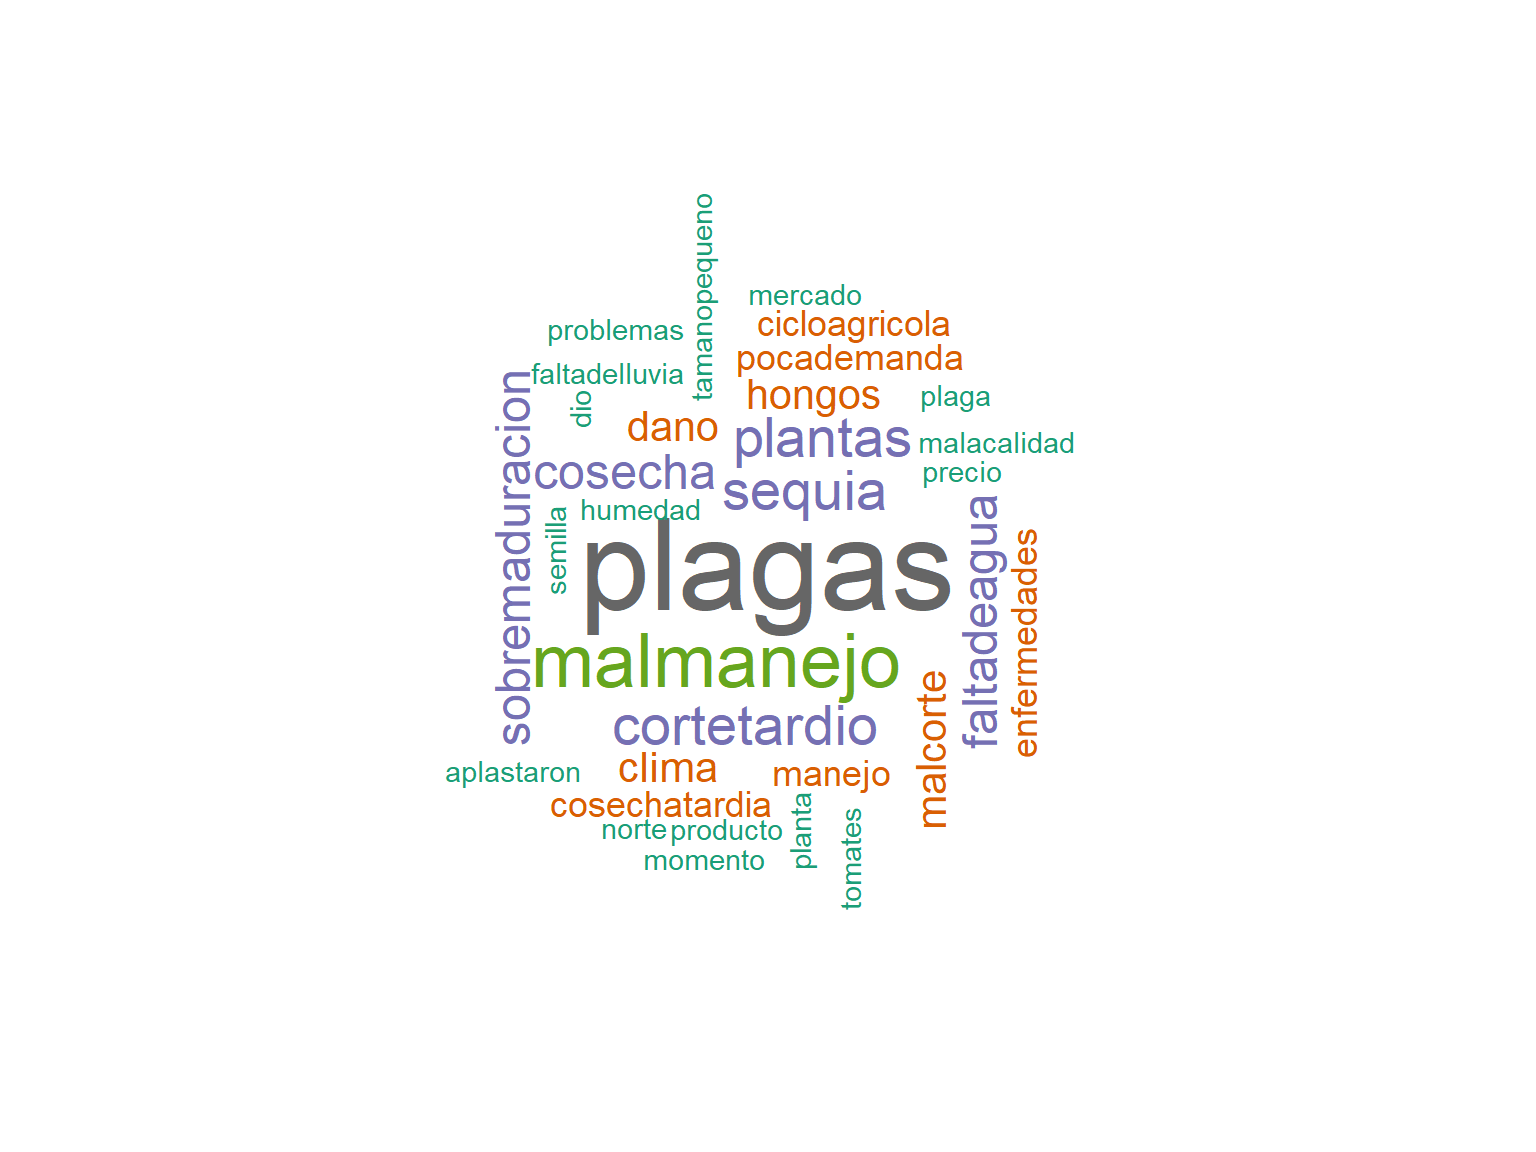 tamanopequeno
mercado
cicloagricola
problemas
pocademanda
faltadelluvia
hongos
plaga
dio
dano
plantas
malacalidad
sobremaduracion
cosecha
sequia
precio
humedad
semilla
plagas
faltadeagua
enfermedades
malmanejo
cortetardio
malcorte
aplastaron
clima
manejo
cosechatardia
norte
producto
planta
momento
tomates